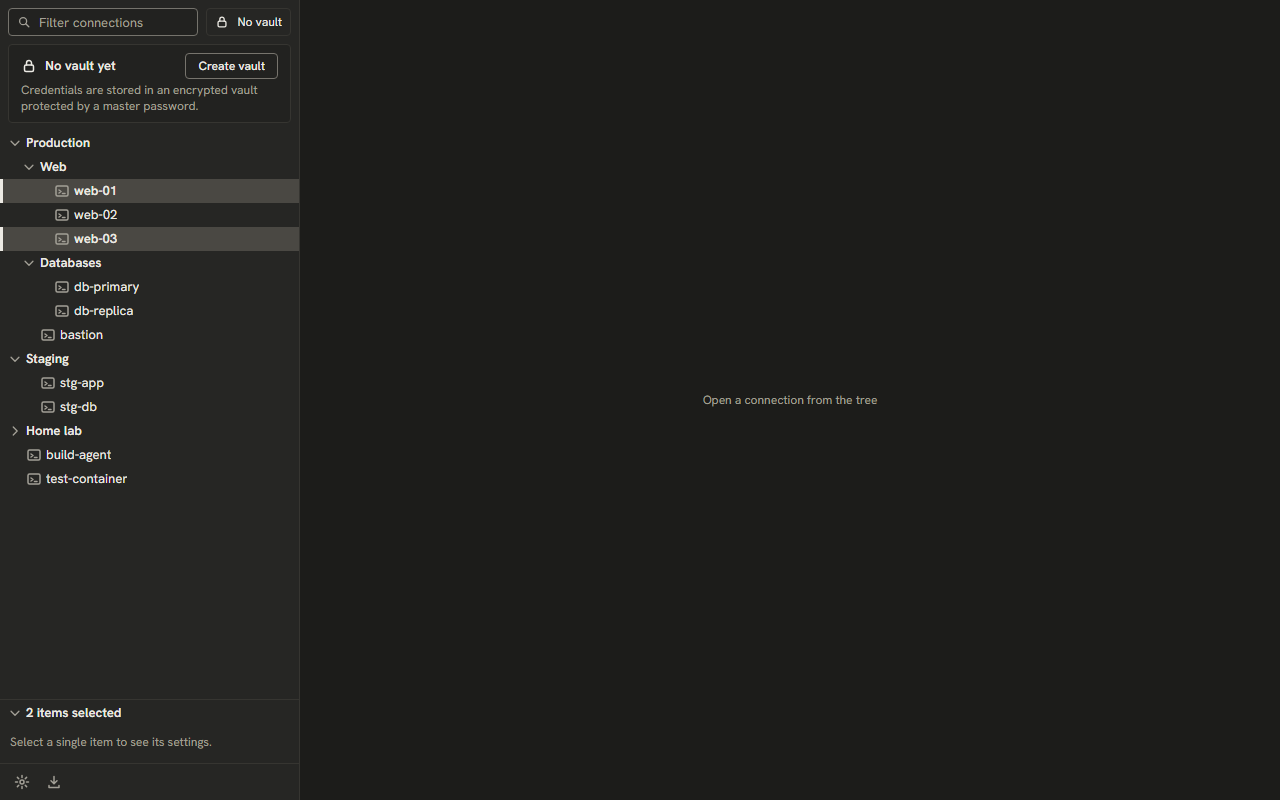 Filter connections
No vault
No vault yet
Create vault
Credentials are stored in an encrypted vault
protected by a master password.
Production
Web
web-01
web-02
web-03
Databases
db-primary
db-replica
bastion
Staging
stg-app
stg-db
Home lab
build-agent
test-container
Open a connection from the tree
2 items selected
Select a single item to see its settings.